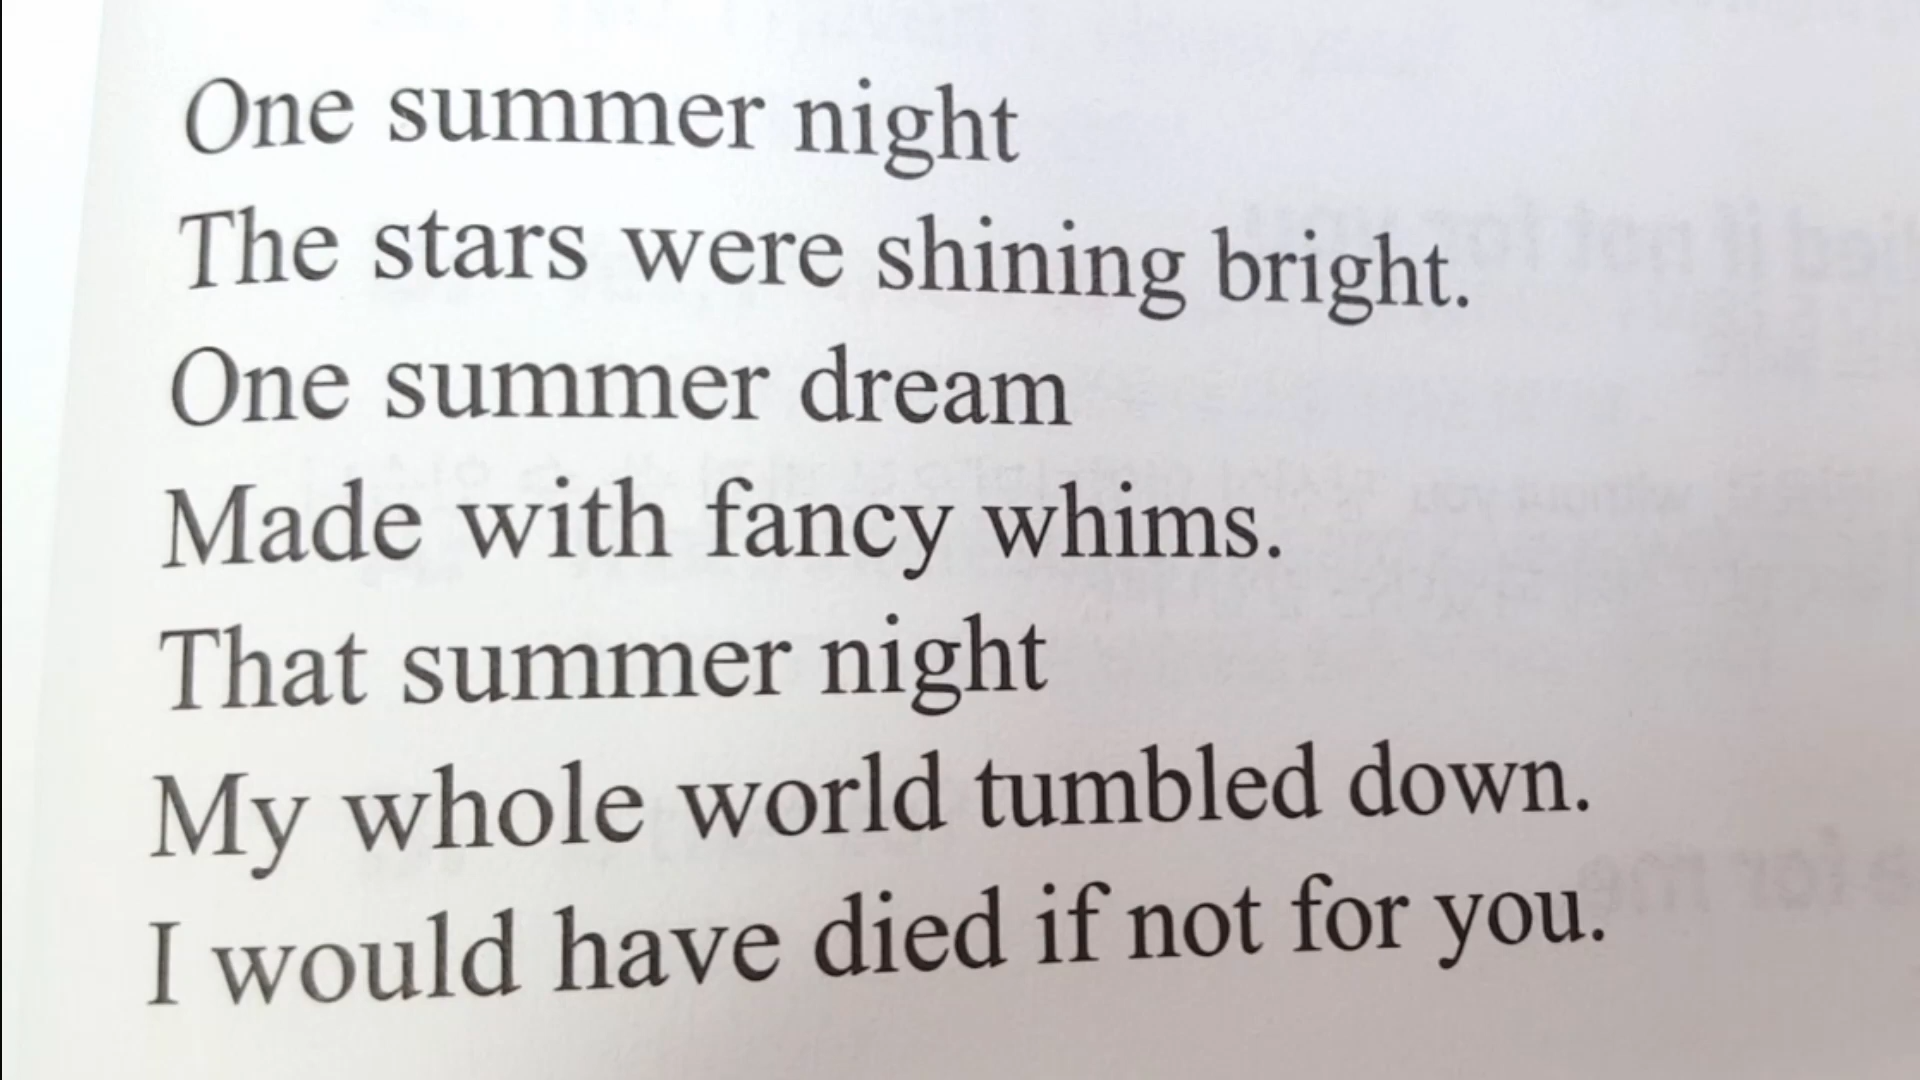 One summer night
The stars were shining bright.
One summer dream
Made with fancy whims.
That summer night
My whole world tumbled down.
I would have died if not for you.